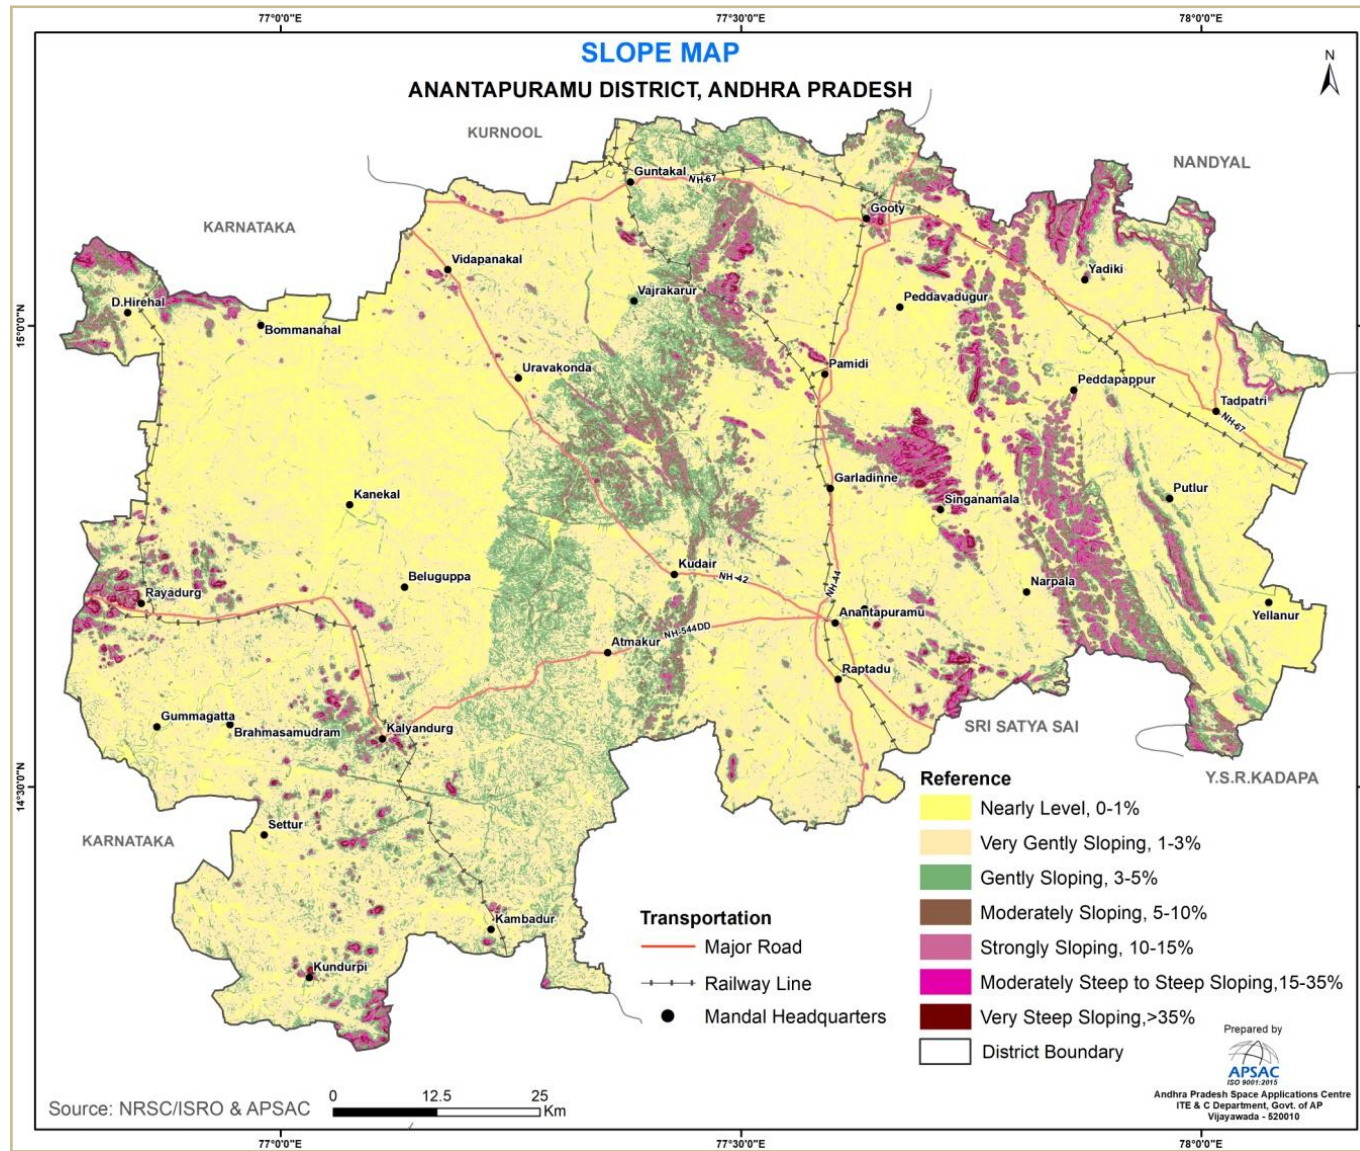 77°0'0"E
77°30'0"E
78°0'0"E
SLOPE MAP
ANANTAPURAMU DISTRICT, ANDHRA PRADESH
N
KURNOOL
NANDYAL
KARNATAKA
Guntakal
NH-67
Gooty
Vidapanakal
Yadiki
D.Hirehal
Vajrakarur
Peddavadugur
Bommanahal
15°0'0"N
Uravakonda
Pamidi
Peddapappur
Tadpatri
NH-67
Kanekal
Garladinne
Singanamala
Putlur
Kudair
NH-42
NH-44
Beluguppa
Rayadurg
Narpala
Anantapuramu
Yellanur
NH-544DD
Atmakur
Raptadu
Gummagatta
Brahmasamudram
Kalyandurg
SRI SATYA SAI
Y.S.R.KADAPA
14°30'0"N
KARNATAKA
Settur
Kambadur
Kundurpi
Reference
Nearly Level, 0-1%
Very Gently Sloping, 1-3%
Gently Sloping, 3-5%
Moderately Sloping, 5-10%
Strongly Sloping, 10-15%
Moderately Steep to Steep Sloping,15-35%
Very Steep Sloping,>35%
District Boundary
Transportation
Major Road
Railway Line
Mandal Headquarters
Prepared by
APSAC
ISO 9001:2015
Andhra Pradesh Space Applications Centre
ITE & C Department, Govt. of AP
Vijayawada - 520010
Source: NRSC/ISRO & APSAC
0 12.5 25
Km
77°0'0"E
77°30'0"E
78°0'0"E